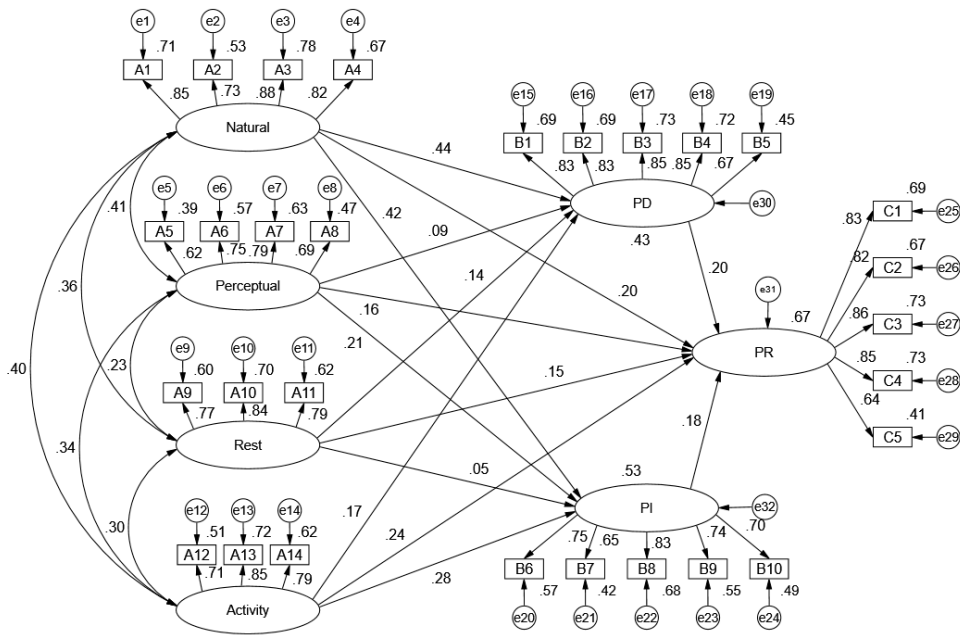 e1 e2 e3 e4
.71 .53 .78 .67
A1 A2 A3 A4
.85 .73 .88 .82
Natural
e5 e6 e7 e8
.39 .57 .63 .47
A5 A6 A7 A8
.62 .75 .79 .69
Perceptual
e9 e10 e11
.60 .70 .62
A9 A10 A11
.77 .84 .79
Rest
e12 e13 e14
.51 .72 .62
A12 A13 A14
.71 .85 .79
Activity
.41
.36
.23
.40
.34
.30
.44
.42
.09
.14
.20
.16
.21
.15
.05
.17
.24
.28
e15 e16 e17 e18 e19
.69 .69 .73 .72 .45
B1 B2 B3 B4 B5
.83 .83 .85 .85 .67
PD e30
.43
.20
e31
.67
PR
.18
.53
PI e32
.75 .65 .83 .74 .70
B6 B7 B8 B9 B10
.57 .42 .68 .55 .49
e20 e21 e22 e23 e24
.69
.83 C1 e25
.67
.82 C2 e26
.73
.86 C3 e27
.73
.85 C4 e28
.41
.64 C5 e29